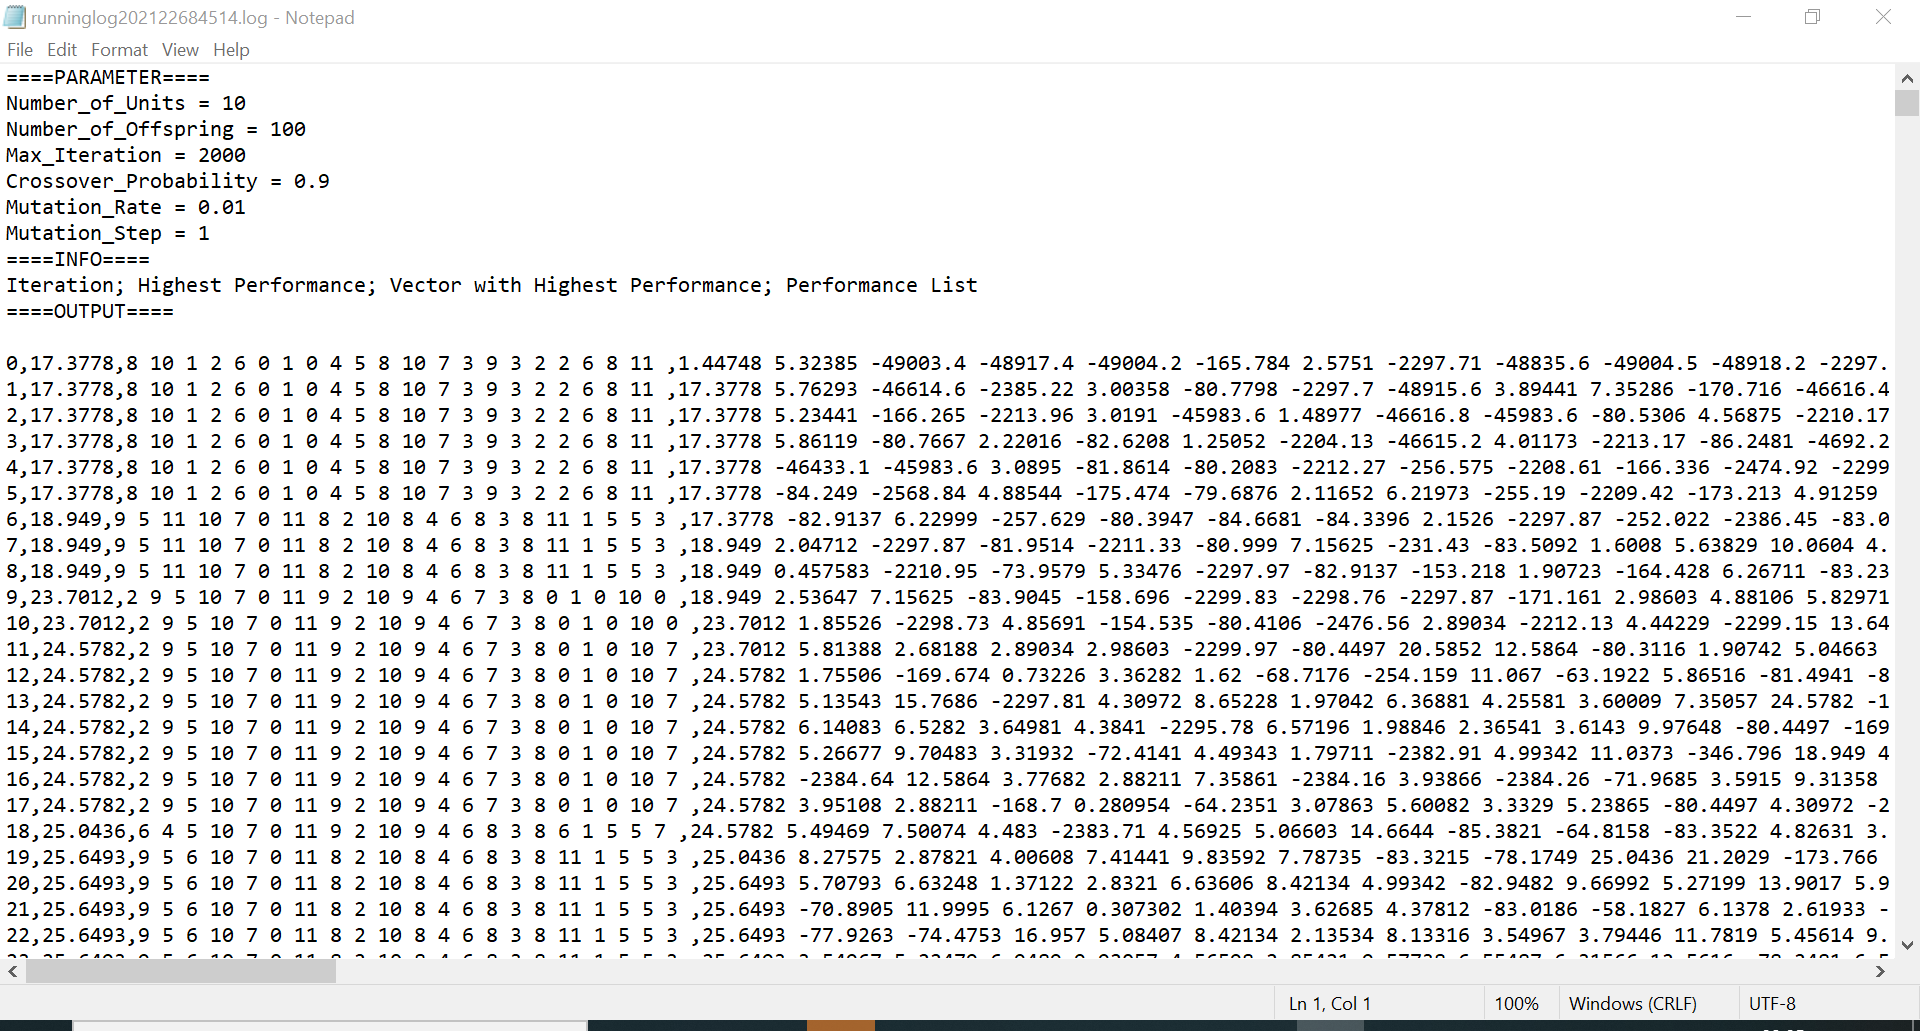 runninglog202122684514.log - Notepad
File Edit Format View Help
====PARAMETER====
Number_of_Units = 10
Number_of_Offspring = 100
Max_Iteration = 2000
Crossover_Probability = 0.9
Mutation_Rate = 0.01
Mutation_Step = 1
====INFO====
Iteration; Highest Performance; Vector with Highest Performance; Performance List
====OUTPUT====
0,17.3778,8 10 1 2 6 0 1 0 4 5 8 10 7 3 9 3 2 2 6 8 11 ,1.44748 5.32385 -49003.4 -48917.4 -49004.2 -165.784 2.5751 -2297.71 -48835.6 -49004.5 -48918.2 -2297.
1,17.3778,8 10 1 2 6 0 1 0 4 5 8 10 7 3 9 3 2 2 6 8 11 ,17.3778 5.76293 -46614.6 -2385.22 3.00358 -80.7798 -2297.7 -48915.6 3.89441 7.35286 -170.716 -46616.4
2,17.3778,8 10 1 2 6 0 1 0 4 5 8 10 7 3 9 3 2 2 6 8 11 ,17.3778 5.23441 -166.265 -2213.96 3.0191 -45983.6 1.48977 -46616.8 -45983.6 -80.5306 4.56875 -2210.17
3,17.3778,8 10 1 2 6 0 1 0 4 5 8 10 7 3 9 3 2 2 6 8 11 ,17.3778 5.86119 -80.7667 2.22016 -82.6208 1.25052 -2204.13 -46615.2 4.01173 -2213.17 -86.2481 -4692.2
4,17.3778,8 10 1 2 6 0 1 0 4 5 8 10 7 3 9 3 2 2 6 8 11 ,17.3778 -46433.1 -45983.6 3.0895 -81.8614 -80.2083 -2212.27 -256.575 -2208.61 -166.336 -2474.92 -2299
5,17.3778,8 10 1 2 6 0 1 0 4 5 8 10 7 3 9 3 2 2 6 8 11 ,17.3778 -84.249 -2568.84 4.88544 -175.474 -79.6876 2.11652 6.21973 -255.19 -2209.42 -173.213 4.91259
6,18.949,9 5 11 10 7 0 11 8 2 10 8 4 6 8 3 8 11 1 5 5 3 ,17.3778 -82.9137 6.22999 -257.629 -80.3947 -84.6681 -84.3396 2.1526 -2297.87 -252.022 -2386.45 -83.0
7,18.949,9 5 11 10 7 0 11 8 2 10 8 4 6 8 3 8 11 1 5 5 3 ,18.949 2.04712 -2297.87 -81.9514 -2211.33 -80.999 7.15625 -231.43 -83.5092 1.6008 5.63829 10.0604 4.
8,18.949,9 5 11 10 7 0 11 8 2 10 8 4 6 8 3 8 11 1 5 5 3 ,18.949 0.457583 -2210.95 -73.9579 5.33476 -2297.97 -82.9137 -153.218 1.90723 -164.428 6.26711 -83.23
9,23.7012,2 9 5 10 7 0 11 9 2 10 9 4 6 7 3 8 0 1 0 10 0 ,18.949 2.53647 7.15625 -83.9045 -158.696 -2299.83 -2298.76 -2297.87 -171.161 2.98603 4.88106 5.82971
10,23.7012,2 9 5 10 7 0 11 9 2 10 9 4 6 7 3 8 0 1 0 10 0 ,23.7012 1.85526 -2298.73 4.85691 -154.535 -80.4106 -2476.56 2.89034 -2212.13 4.44229 -2299.15 13.64
11,24.5782,2 9 5 10 7 0 11 9 2 10 9 4 6 7 3 8 0 1 0 10 7 ,23.7012 5.81388 2.68188 2.89034 2.98603 -2299.97 -80.4497 20.5852 12.5864 -80.3116 1.90742 5.04663
12,24.5782,2 9 5 10 7 0 11 9 2 10 9 4 6 7 3 8 0 1 0 10 7 ,24.5782 1.75506 -169.674 0.73226 3.36282 1.62 -68.7176 -254.159 11.067 -63.1922 5.86516 -81.4941 -8
13,24.5782,2 9 5 10 7 0 11 9 2 10 9 4 6 7 3 8 0 1 0 10 7 ,24.5782 5.13543 15.7686 -2297.81 4.30972 8.65228 1.97042 6.36881 4.25581 3.60009 7.35057 24.5782 -1
14,24.5782,2 9 5 10 7 0 11 9 2 10 9 4 6 7 3 8 0 1 0 10 7 ,24.5782 6.14083 6.5282 3.64981 4.3841 -2295.78 6.57196 1.98846 2.36541 3.6143 9.97648 -80.4497 -169
15,24.5782,2 9 5 10 7 0 11 9 2 10 9 4 6 7 3 8 0 1 0 10 7 ,24.5782 5.26677 9.70483 3.31932 -72.4141 4.49343 1.79711 -2382.91 4.99342 11.0373 -346.796 18.949 4
16,24.5782,2 9 5 10 7 0 11 9 2 10 9 4 6 7 3 8 0 1 0 10 7 ,24.5782 -2384.64 12.5864 3.77682 2.88211 7.35861 -2384.16 3.93866 -2384.26 -71.9685 3.5915 9.31358
17,24.5782,2 9 5 10 7 0 11 9 2 10 9 4 6 7 3 8 0 1 0 10 7 ,24.5782 3.95108 2.88211 -168.7 0.280954 -64.2351 3.07863 5.60082 3.3329 5.23865 -80.4497 4.30972 -2
18,25.0436,6 4 5 10 7 0 11 9 2 10 9 4 6 8 3 8 6 1 5 5 7 ,24.5782 5.49469 7.50074 4.483 -2383.71 4.56925 5.06603 14.6644 -85.3821 -64.8158 -83.3522 4.82631 3.
19,25.6493,9 5 6 10 7 0 11 8 2 10 8 4 6 8 3 8 11 1 5 5 3 ,25.0436 8.27575 2.87821 4.00608 7.41441 9.83592 7.78735 -83.3215 -78.1749 25.0436 21.2029 -173.766
20,25.6493,9 5 6 10 7 0 11 8 2 10 8 4 6 8 3 8 11 1 5 5 3 ,25.6493 5.70793 6.63248 1.37122 2.8321 6.63606 8.42134 4.99342 -82.9482 9.66992 5.27199 13.9017 5.9
21,25.6493,9 5 6 10 7 0 11 8 2 10 8 4 6 8 3 8 11 1 5 5 3 ,25.6493 -70.8905 11.9995 6.1267 0.307302 1.40394 3.62685 4.37812 -83.0186 -58.1827 6.1378 2.61933 -
22,25.6493,9 5 6 10 7 0 11 8 2 10 8 4 6 8 3 8 11 1 5 5 3 ,25.6493 -77.9263 -74.4753 16.957 5.08407 8.42134 2.13534 8.13316 3.54967 3.79446 11.7819 5.45614 9.
Ln 1, Col 1
100%
Windows (CRLF)
UTF-8